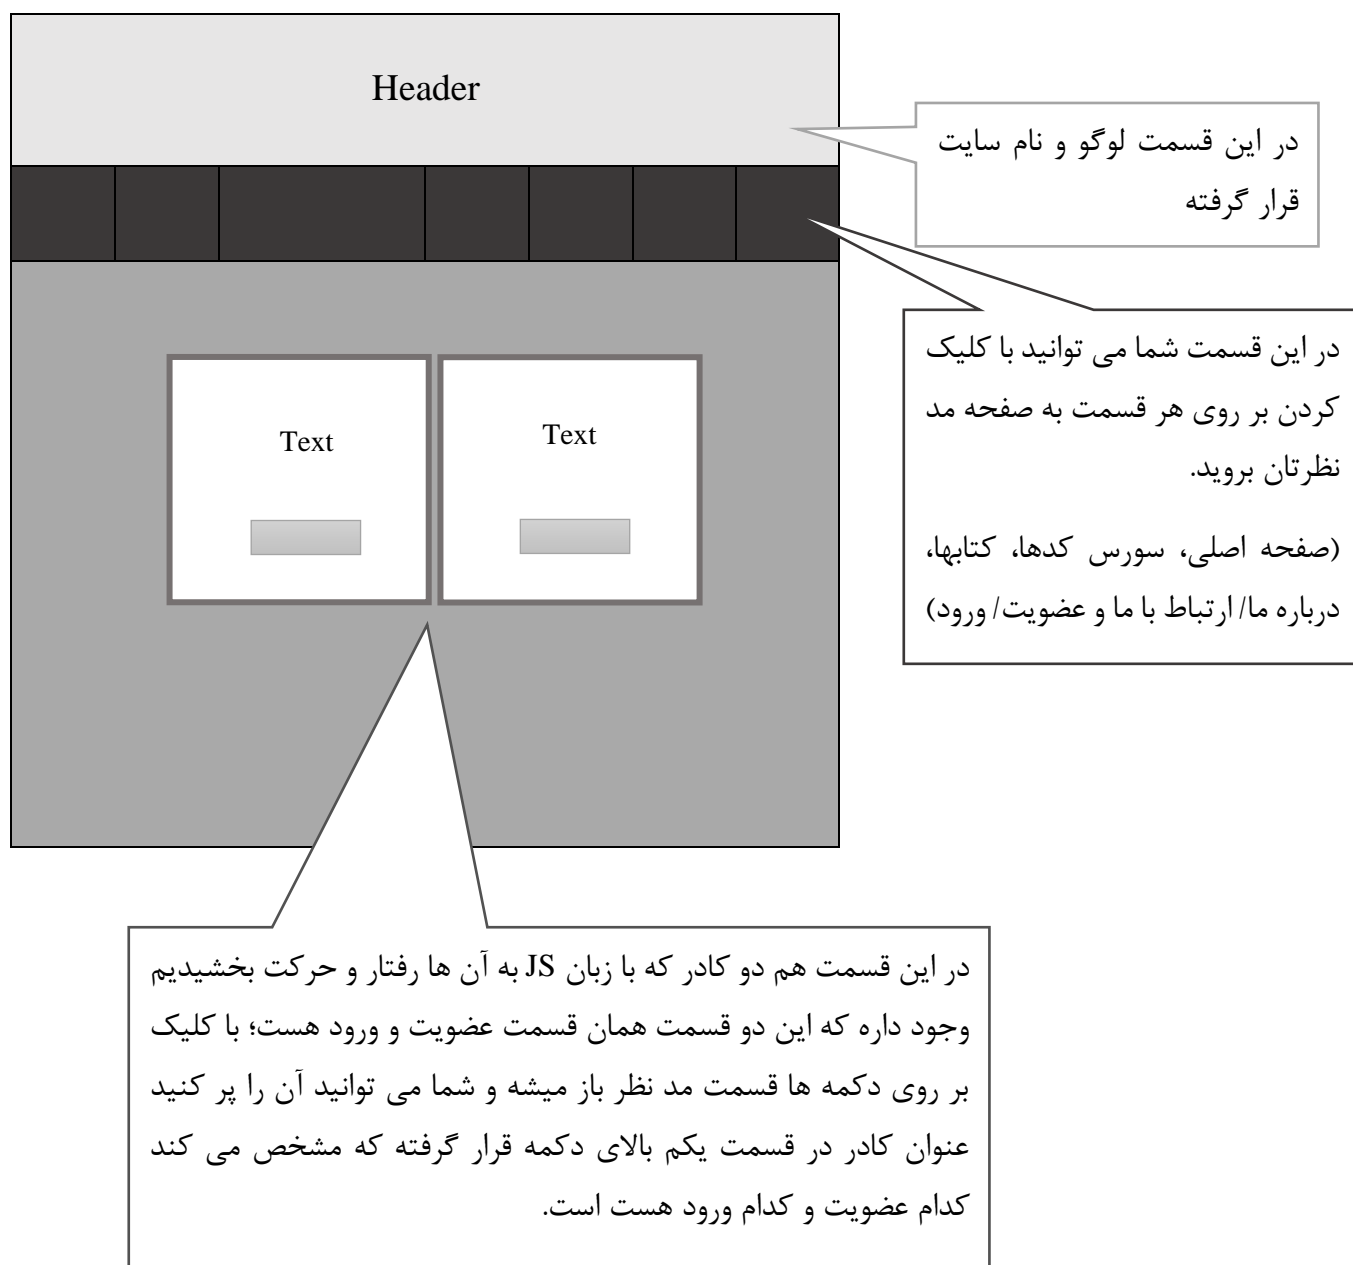 Header
در این قسمت لوگو و نام سایت
قرار گرفته
در این قسمت شما می توانید با کلیک
کردن بر روی هر قسمت به صفحه مد
نظرتان بروید.
(صفحه اصلی، سورس کدها، کتابها،
درباره ما/ ارتباط با ما و عضویت/ ورود)
Text
Text
در این قسمت هم دو کادر که با زبان JS به آن ها رفتار و حرکت بخشیدیم
وجود داره که این دو قسمت همان قسمت عضویت و ورود هست؛ با کلیک
بر روی دکمه ها قسمت مد نظر باز میشه و شما می توانید آن را پر کنید
عنوان کادر در قسمت یکم بالای دکمه قرار گرفته که مشخص می کند
کدام عضویت و کدام ورود هست است.